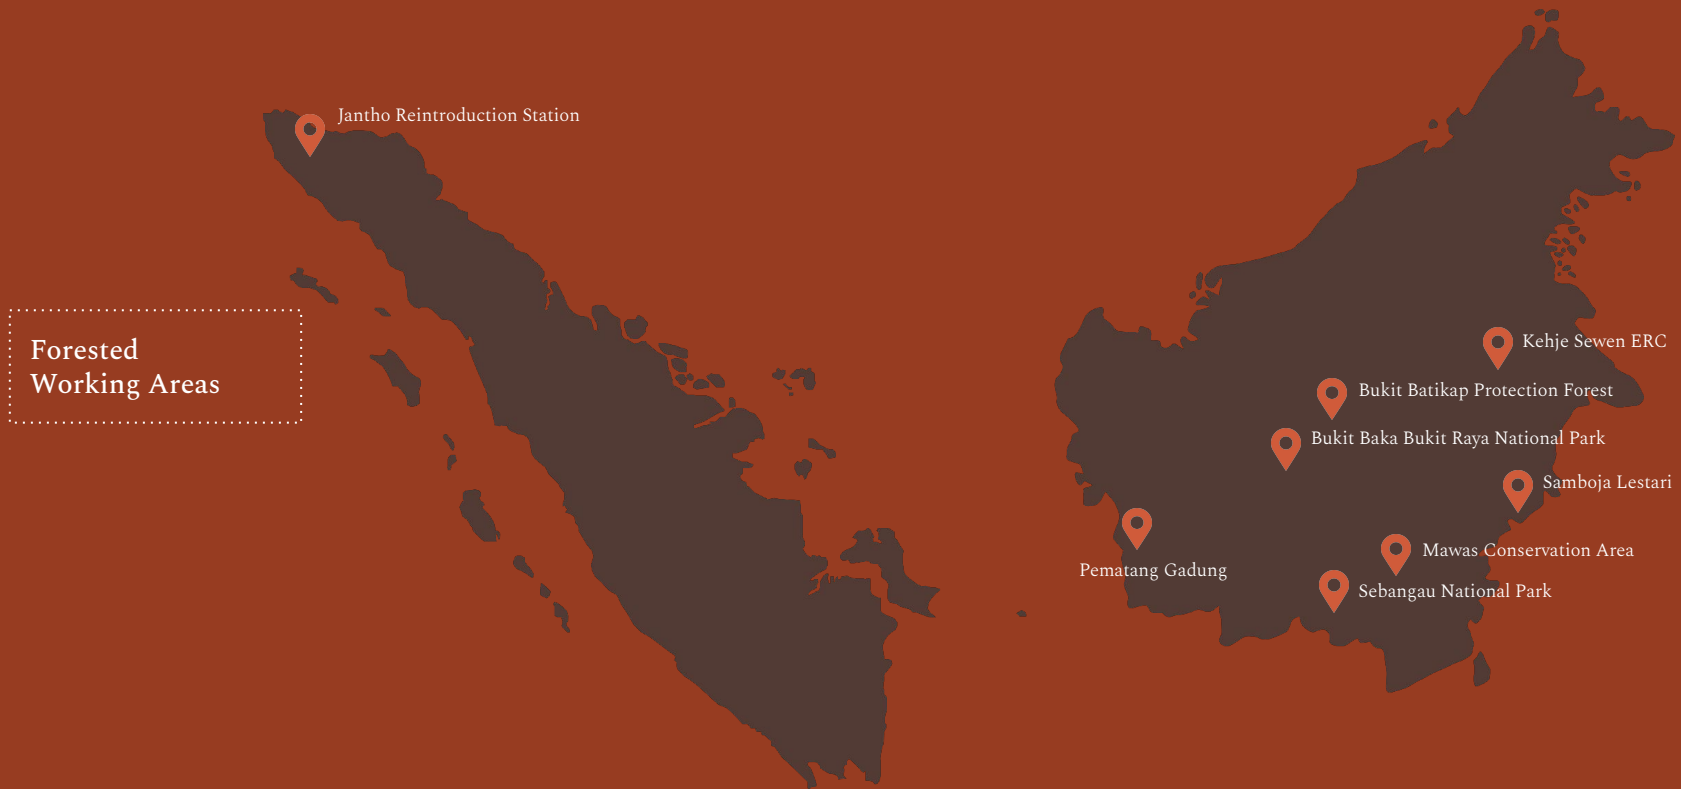 Jantho Reintroduction Station
Forested
Working Areas
Kehje Sewen ERC
Bukit Batikap Protection Forest
Bukit Baka Bukit Raya National Park
Samboja Lestari
Pematang Gadung
Mawas Conservation Area
Sebangau National Park